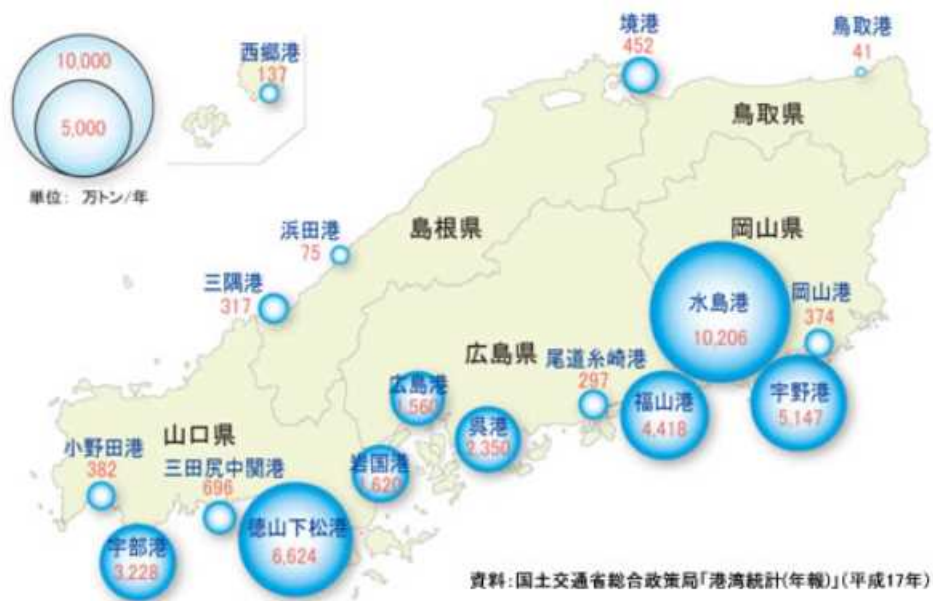 10,000
5,000
単位： 万トン/年
西郷港
137
境港
452
鳥取港
41
鳥取県
島根県
岡山県
浜田港
75
三隅港
317
水島港
10,206
岡山港
374
広島県
尾道糸崎港
297
広島港
1,560
福山港
4,418
宇野港
5,147
呉港
2,350
山口県
小野田港
382
三田尻中関港
696
岩国港
1,620
徳山下松港
6,624
宇部港
3,228
資料：国土交通省総合政策局「港湾統計(年報)」(平成17年)